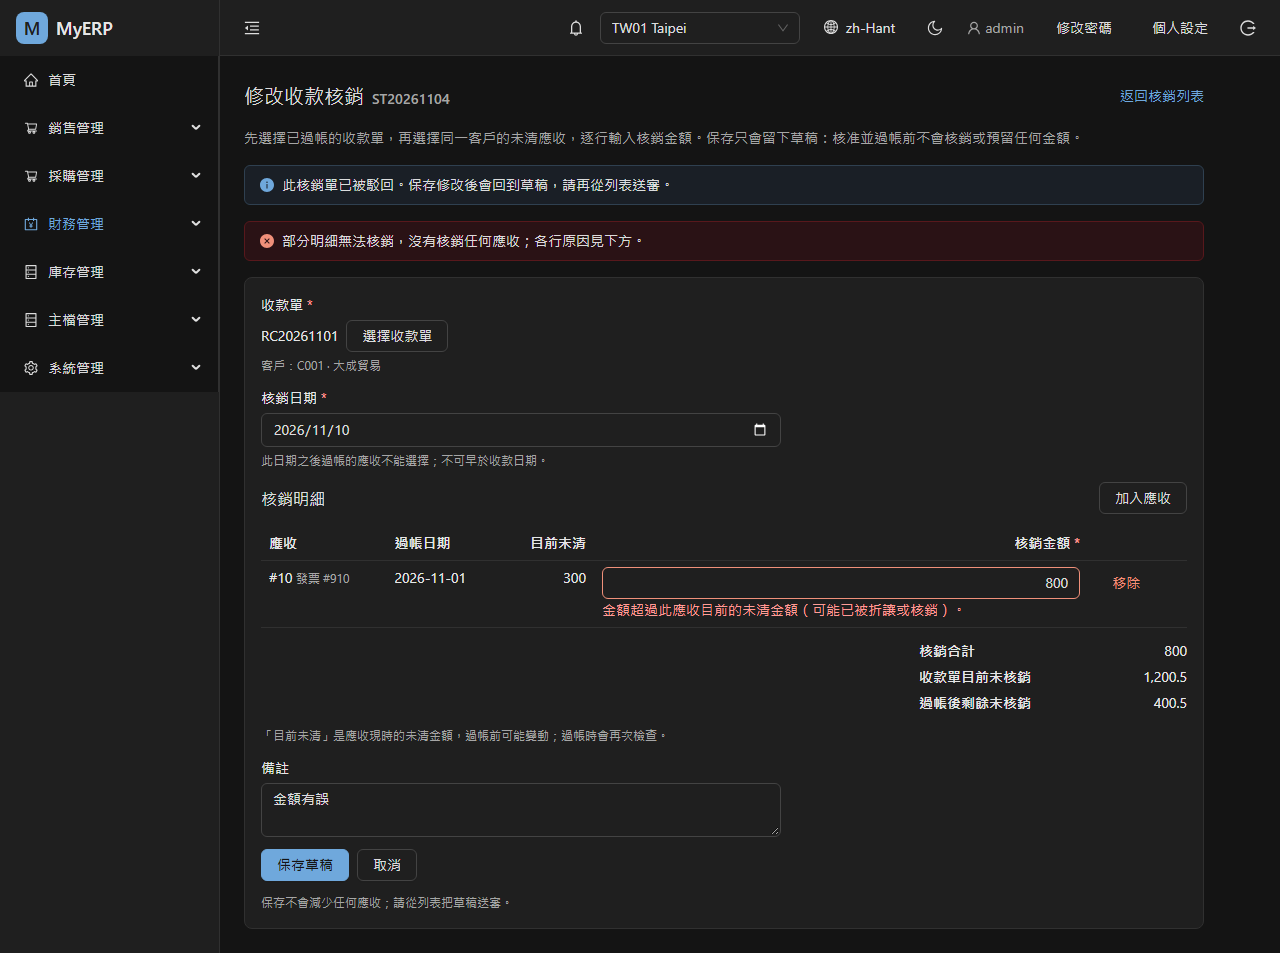 M MyERP
TW01 Taipei
zh-Hant
admin
修改密碼
個人設定
首頁
銷售管理
採購管理
財務管理
庫存管理
主檔管理
系統管理
修改收款核銷 ST20261104
返回核銷列表
先選擇已過帳的收款單，再選擇同一客戶的未清應收，逐行輸入核銷金額。保存只會留下草稿：核准並過帳前不會核銷或預留任何金額。
此核銷單已被駁回。保存修改後會回到草稿，請再從列表送審。
部分明細無法核銷，沒有核銷任何應收；各行原因見下方。
收款單 *
RC20261101 選擇收款單
客戶：C001 · 大成貿易
核銷日期 *
2026/11/10
此日期之後過帳的應收不能選擇；不可早於收款日期。
核銷明細
加入應收
應收 過帳日期 目前未清 核銷金額 *
#10 發票 #910 2026-11-01 300 800 移除
金額超過此應收目前的未清金額（可能已被折讓或核銷）。
核銷合計 800
收款單目前未核銷 1,200.5
過帳後剩餘未核銷 400.5
「目前未清」是應收現時的未清金額，過帳前可能變動；過帳時會再次檢查。
備註
金額有誤
保存草稿 取消
保存不會減少任何應收；請從列表把草稿送審。